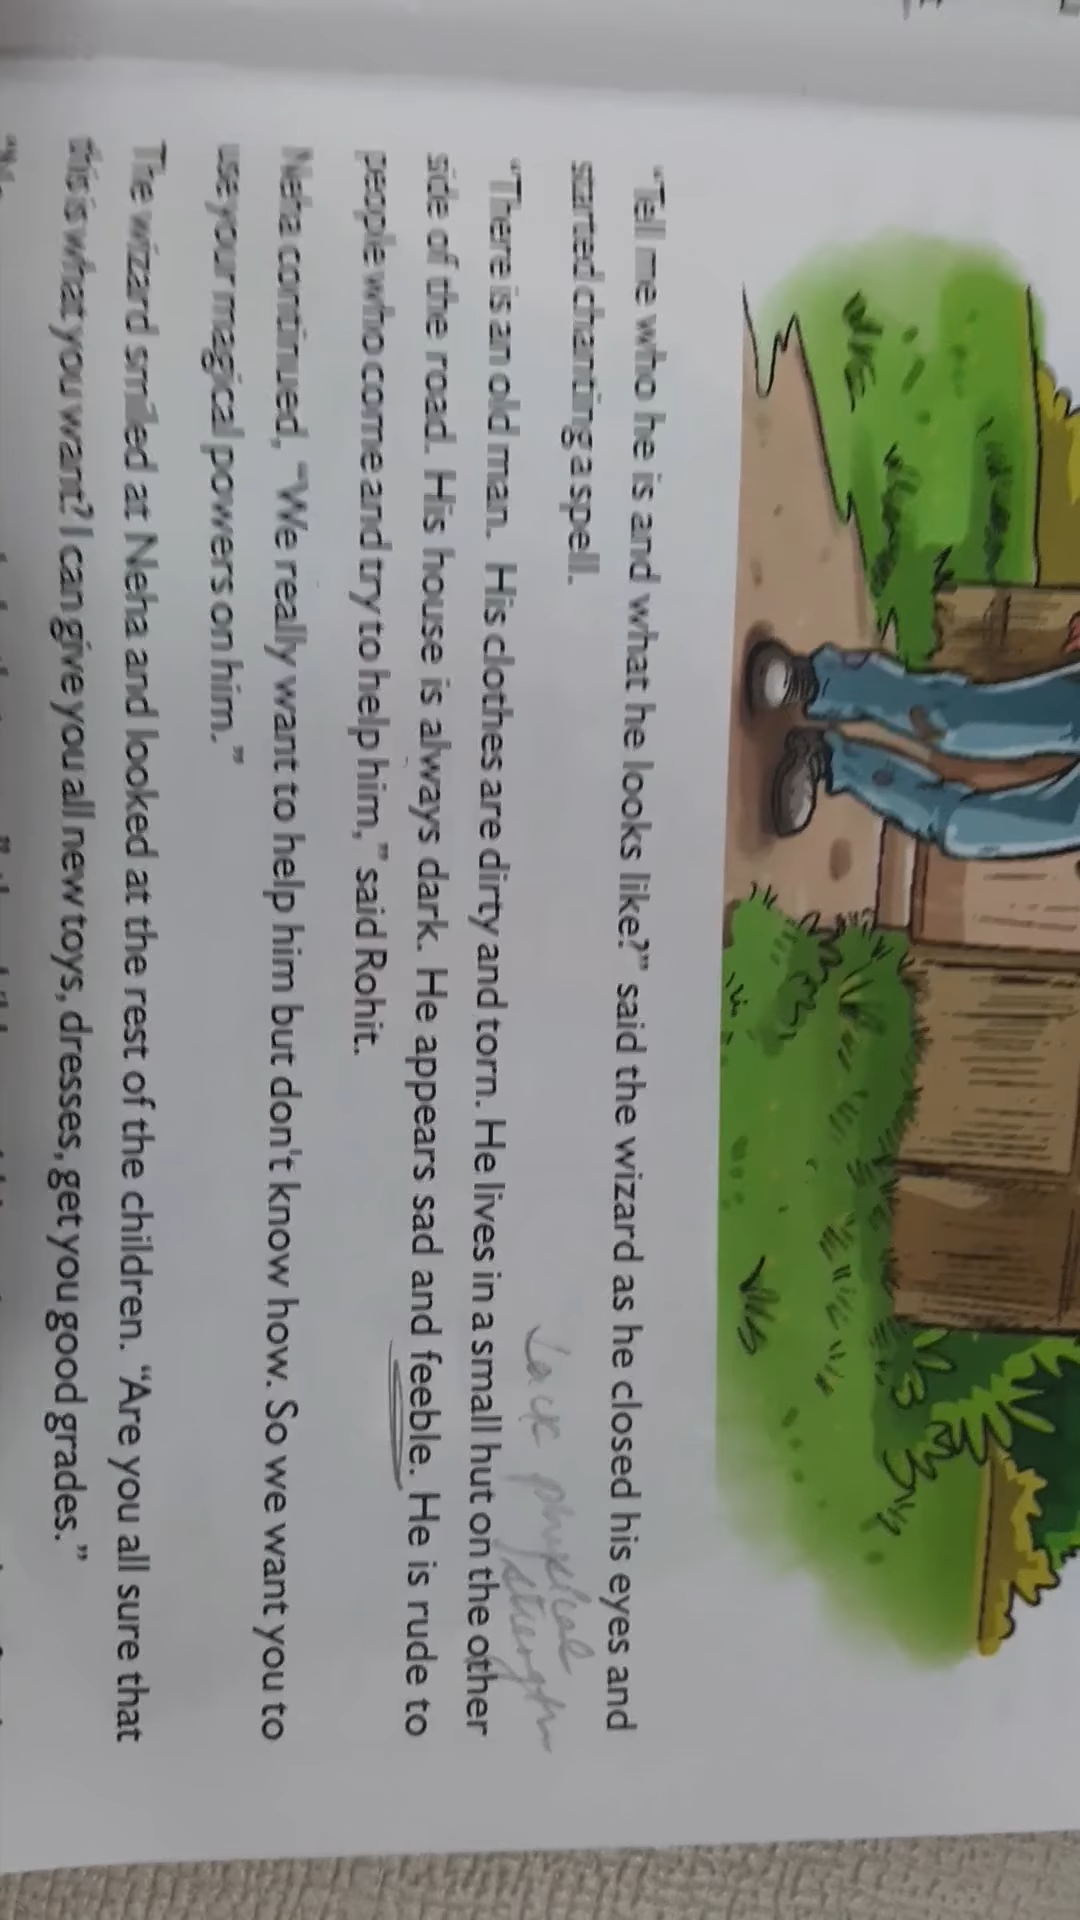 "Tell me who he is and what he looks like?" said the wizard as he closed his eyes and
started chanting a spell.
Lack physical
strength
"There is an old man. His clothes are dirty and torn. He lives in a small hut on the other
side of the road. His house is always dark. He appears sad and feeble. He is rude to
people who come and try to help him," said Rohit.
Neha continued, "We really want to help him but don't know how. So we want you to
use your magical powers on him."
The wizard smiled at Neha and looked at the rest of the children. "Are you all sure that
this is what you want? I can give you all new toys, dresses, get you good grades."